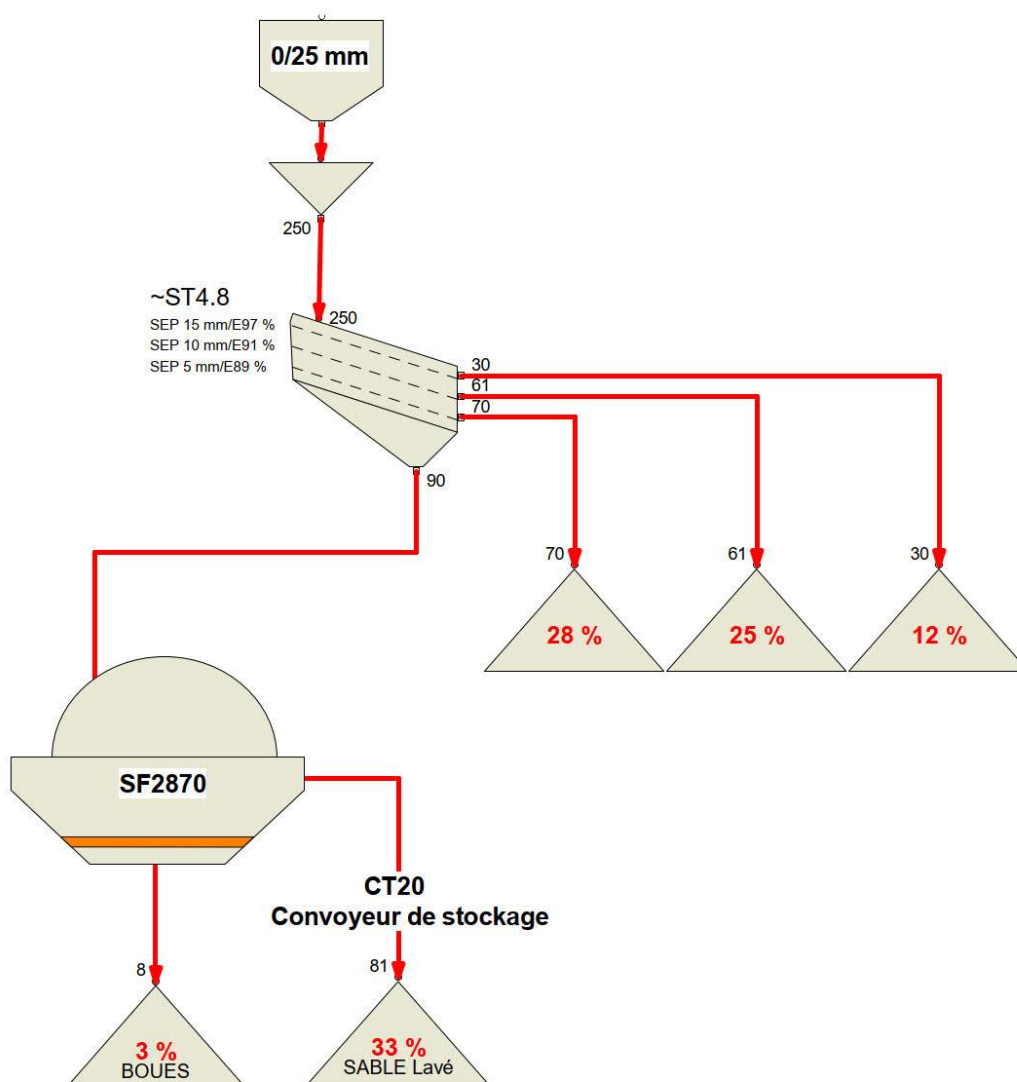 0/25 mm
250
~ST4.8
250
SEP 15 mm/E97 %
SEP 10 mm/E91 %
SEP 5 mm/E89 %
30
61
70
90
70
61
30
28 %
25 %
12 %
SF2870
CT20
Convoyeur de stockage
8
81
3 %
BOUES
33 %
SABLE Lavé